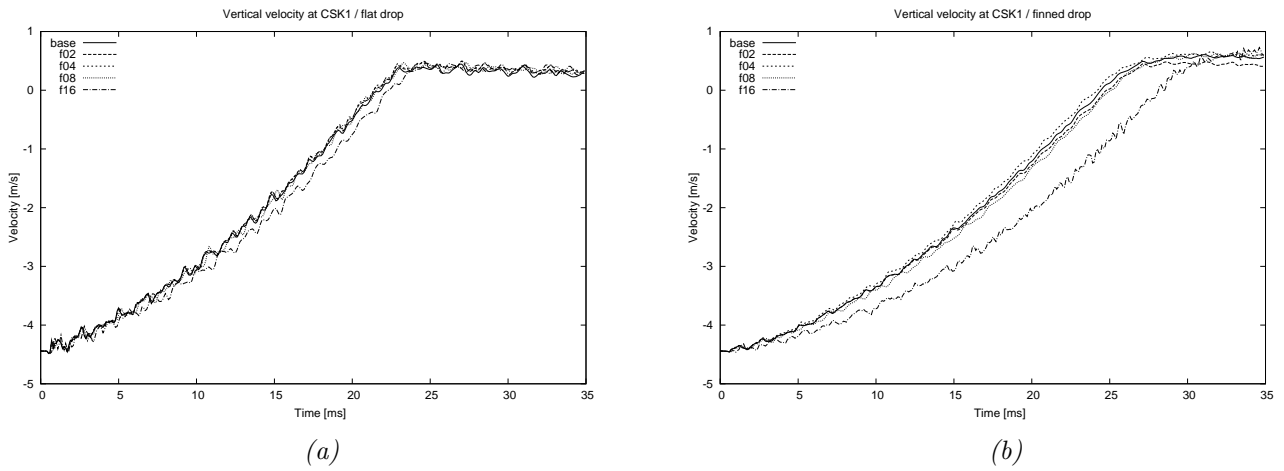 Vertical velocity at CSK1 / flat drop
1
0
-1
-2
-3
-4
-5
Velocity [m/s]
base
f02
f04
f08
f16
0 5 10 15 20 25 30 35
Time [ms]
(a)
Vertical velocity at CSK1 / finned drop
1
0
-1
-2
-3
-4
-5
Velocity [m/s]
base
f02
f04
f08
f16
0 5 10 15 20 25 30 35
Time [ms]
(b)